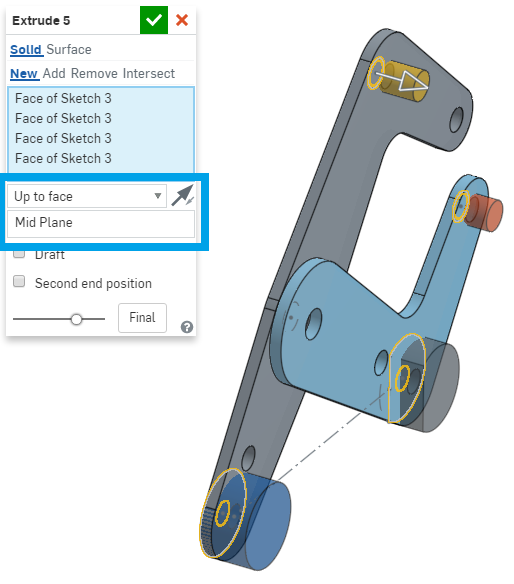 Extrude 5
Solid Surface
New Add Remove Intersect
Face of Sketch 3
Face of Sketch 3
Face of Sketch 3
Face of Sketch 3
Up to face
Mid Plane
Draft
Second end position
Final